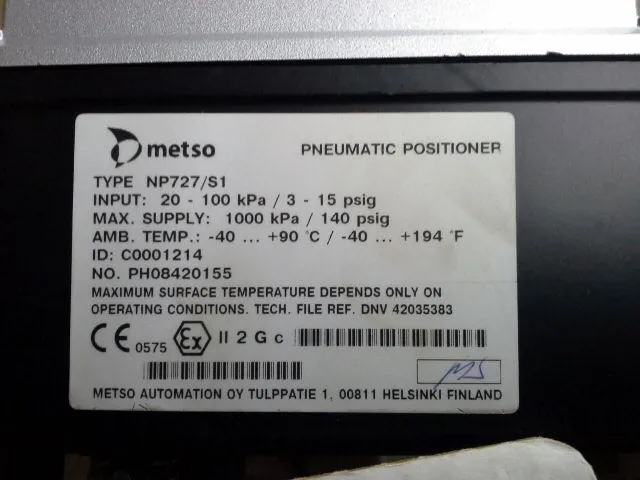 metso
PNEUMATIC POSITIONER
TYPE NP727/S1
INPUT: 20 - 100 kPa / 3 - 15 psig
MAX. SUPPLY: 1000 kPa / 140 psig
AMB. TEMP.: -40 ... +90 °C / -40 ... +194 °F
ID: C0001214
NO. PH08420155
MAXIMUM SURFACE TEMPERATURE DEPENDS ONLY ON
OPERATING CONDITIONS. TECH. FILE REF. DNV 42035383
CE 0575 Ex II 2 G c
MS
METSO AUTOMATION OY TULPPATIE 1, 00811 HELSINKI FINLAND